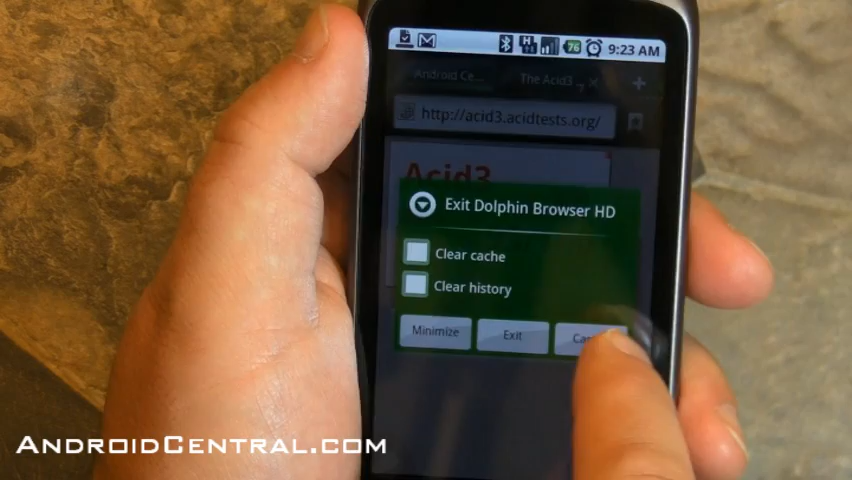 H
76
9:23 AM
Android Ce...
The Acid3
http://acid3.acidtests.org/
Acid3
Exit Dolphin Browser HD
Clear cache
Clear history
Minimize
Exit
ANDROIDCENTRAL.COM